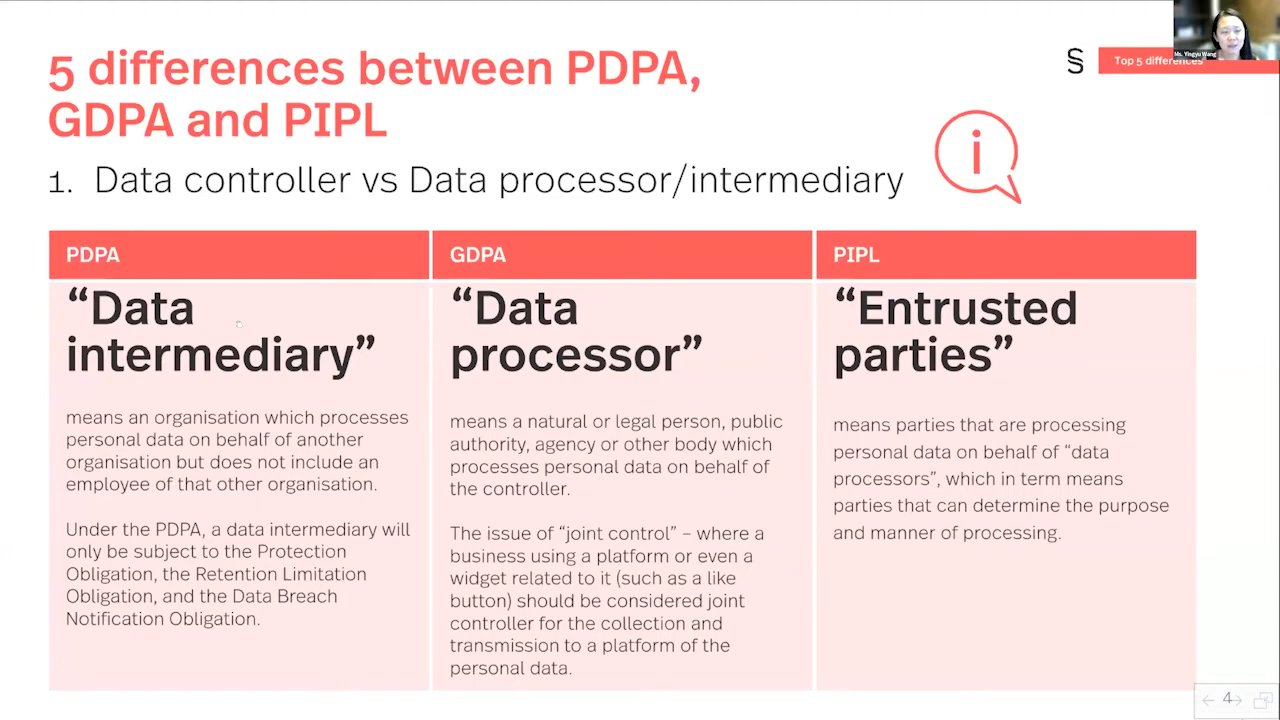 5 differences between PDPA,
GDPA and PIPL
§
Top 5 differences
Ms. Yingyu Wang
1. Data controller vs Data processor/intermediary
i
PDPA
“Data
intermediary”
means an organisation which processes
personal data on behalf of another
organisation but does not include an
employee of that other organisation.
Under the PDPA, a data intermediary will
only be subject to the Protection
Obligation, the Retention Limitation
Obligation, and the Data Breach
Notification Obligation.
GDPA
“Data
processor”
means a natural or legal person, public
authority, agency or other body which
processes personal data on behalf of
the controller.
The issue of “joint control” – where a
business using a platform or even a
widget related to it (such as a like
button) should be considered joint
controller for the collection and
transmission to a platform of the
personal data.
PIPL
“Entrusted
parties”
means parties that are processing
personal data on behalf of “data
processors”, which in term means
parties that can determine the purpose
and manner of processing.
4